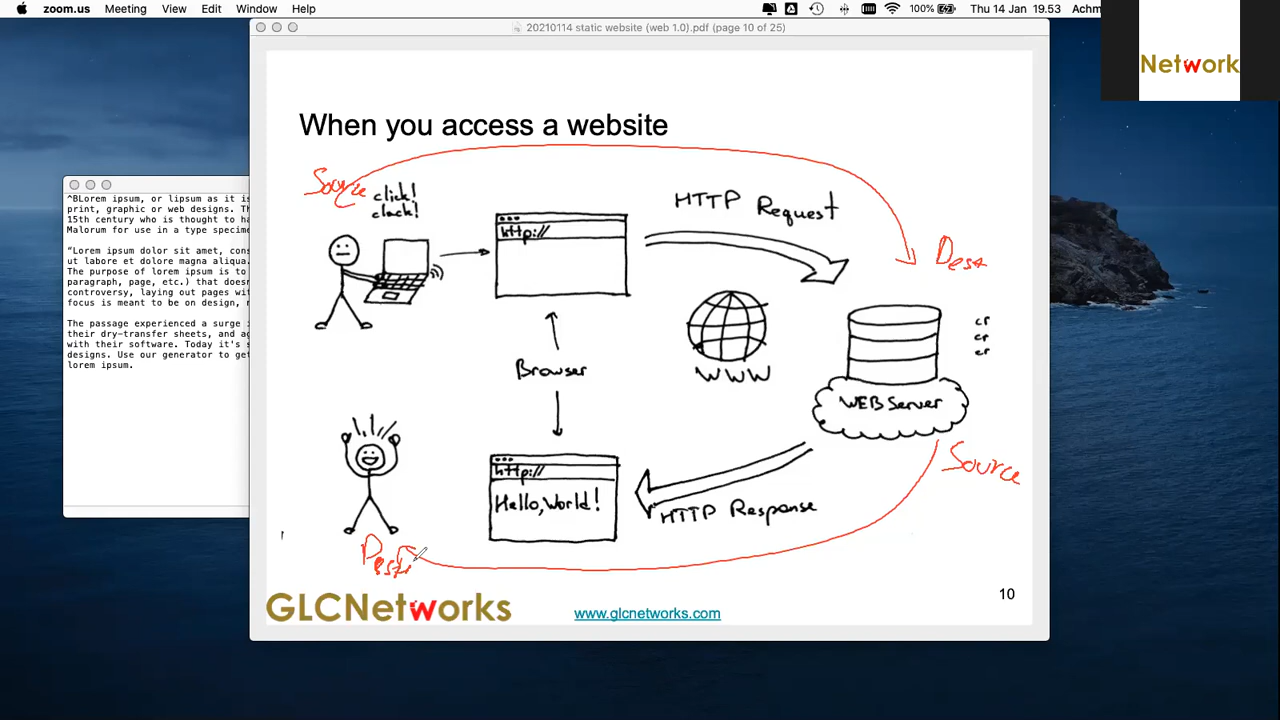 zoom.us Meeting View Edit Window Help
100% Thu 14 Jan 19.53 Achm
20210114 static website (web 1.0).pdf (page 10 of 25)
Network
When you access a website
Source
click!
clack!
http://
HTTP Request
Dest
Browser
WWW
WEB Server
Source
http://
Hello, World!
HTTP Response
GLCNetworks
www.glcnetworks.com
10
^BLorem ipsum, or lipsum as it is
print, graphic or web designs. Th
15th century who is thought to ha
Malorum for use in a type specime
“Lorem ipsum dolor sit amet, cons
ut labore et dolore magna aliqua.
The purpose of lorem ipsum is to
paragraph, page, etc.) that doesn
controversy, laying out pages wit
focus is meant to be on design, n
The passage experienced a surge i
their dry-transfer sheets, and ag
with their software. Today it's s
designs. Use our generator to get
lorem ipsum.